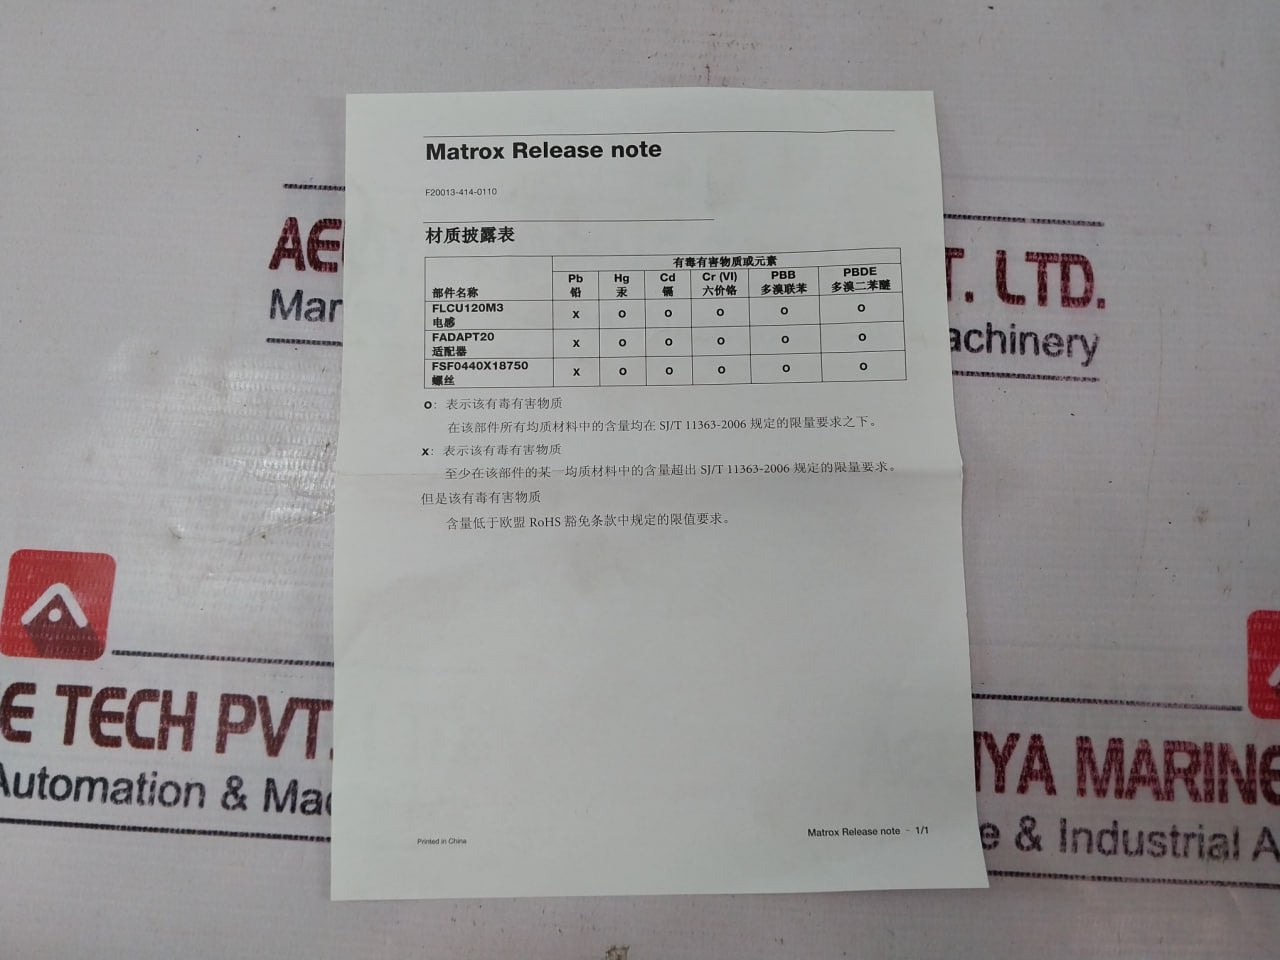 Matrox Release note
F20013-414-0110
材质披露表
有毒有害物质或元素
部件名称 Pb 铅 Hg 汞 Cd 镉 Cr (VI) 六价铬 PBB 多溴联苯 PBDE 多溴二苯醚
FLCU120M3 电感 x o o o o o
FADAPT20 适配器 x o o o o o
FSF0440X18750 螺丝 x o o o o o
o: 表示该有毒有害物质
在该部件所有均质材料中的含量均在 SJ/T 11363-2006 规定的限量要求之下。
x: 表示该有毒有害物质
至少在该部件的某一均质材料中的含量超出 SJ/T 11363-2006 规定的限量要求。
但是该有毒有害物质
含量低于欧盟 RoHS 豁免条款中规定的限值要求。
Printed in China
Matrox Release note - 1/1
AE
Mar
T. LTD.
achinery
E TECH PVT.
Automation & Mac
IYA MARINE
e & Industrial A